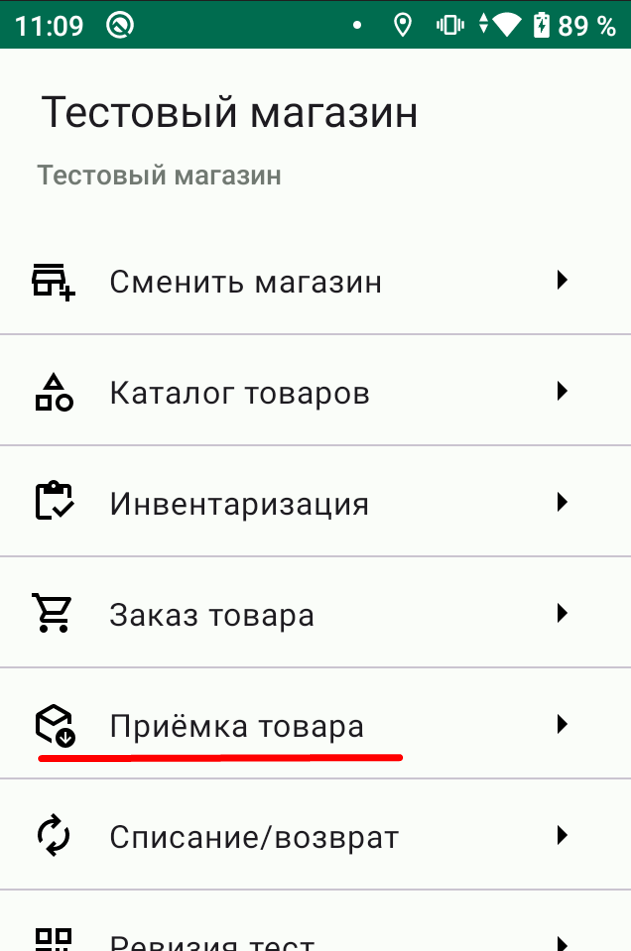 11:09 89 %
Тестовый магазин
Тестовый магазин
Сменить магазин
Каталог товаров
Инвентаризация
Заказ товара
Приёмка товара
Списание/возврат
Ревизия тест